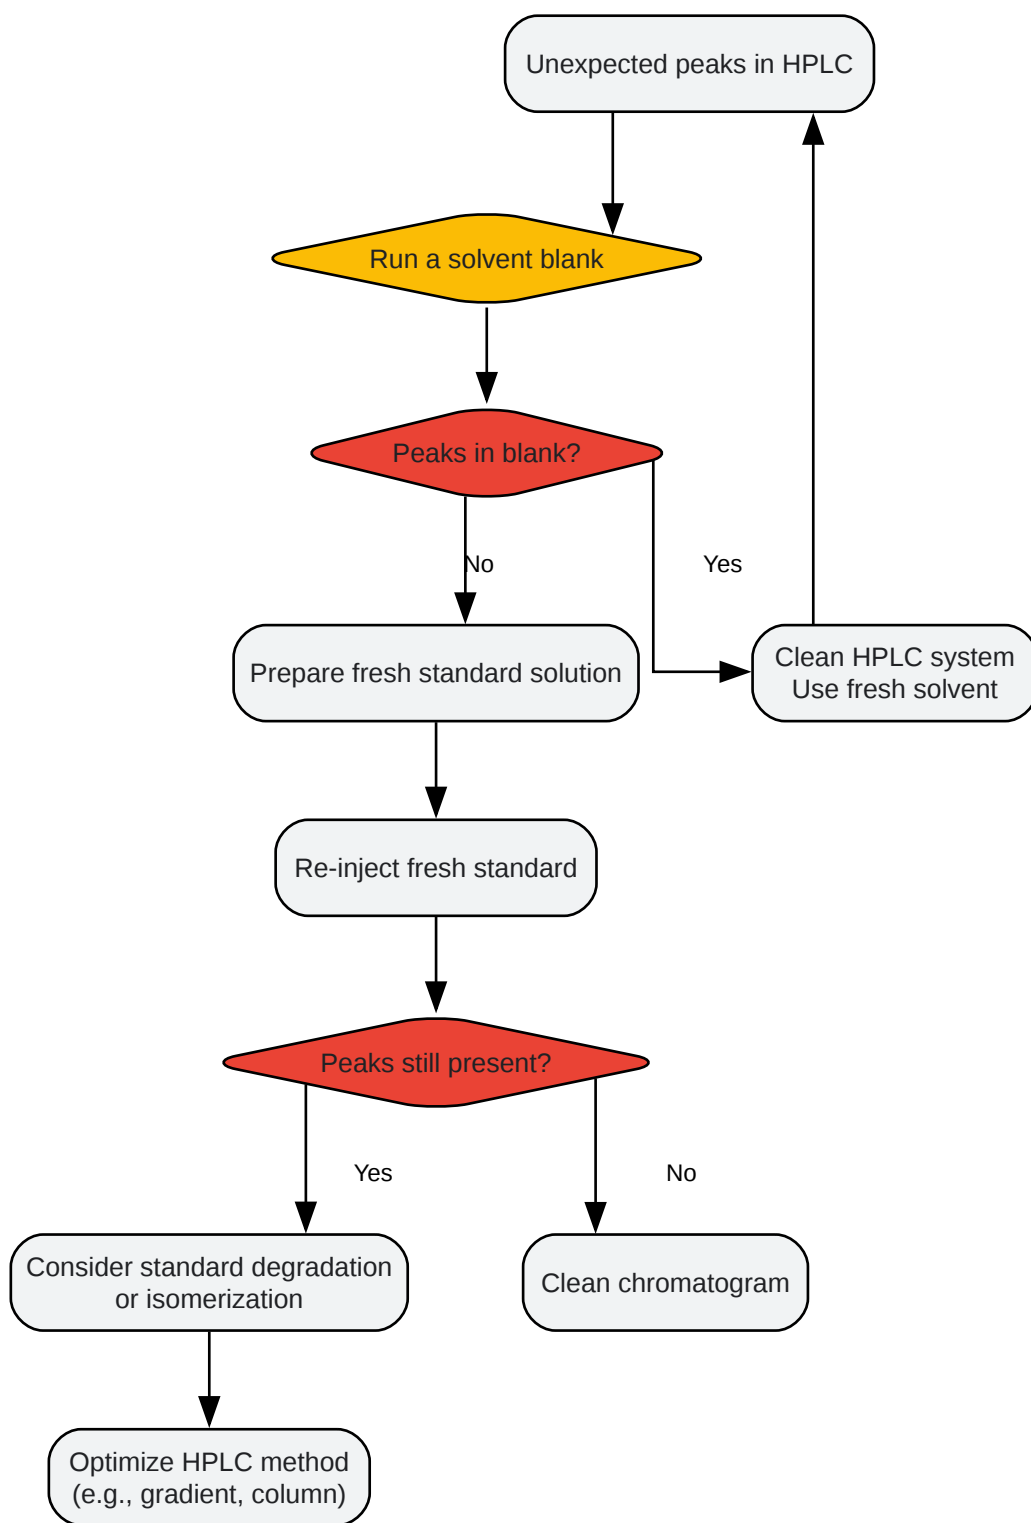 Unexpected peaks in HPLC
Run a solvent blank
Peaks in blank?
No
Yes
Prepare fresh standard solution
Clean HPLC system
Use fresh solvent
Re-inject fresh standard
Peaks still present?
Yes
No
Consider standard degradation
or isomerization
Clean chromatogram
Optimize HPLC method
(e.g., gradient, column)